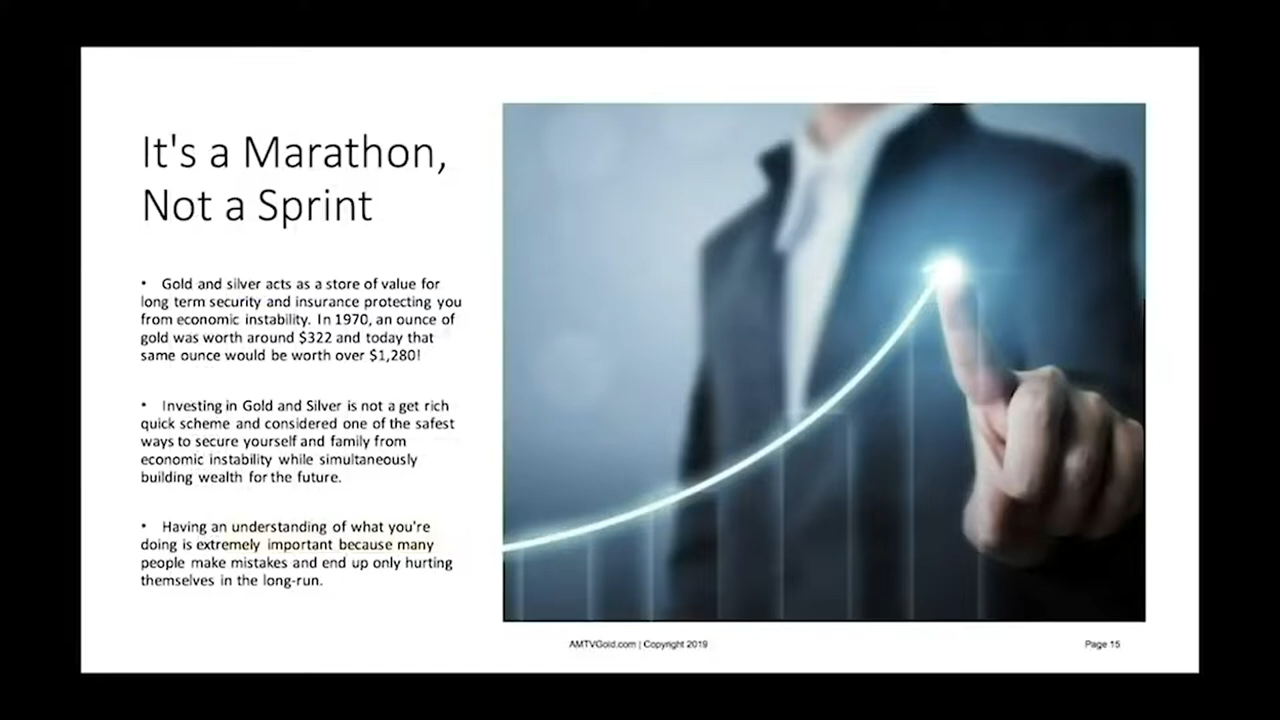 It's a Marathon,
Not a Sprint
• Gold and silver acts as a store of value for
long term security and insurance protecting you
from economic instability. In 1970, an ounce of
gold was worth around $322 and today that
same ounce would be worth over $1,280!
• Investing in Gold and Silver is not a get rich
quick scheme and considered one of the safest
ways to secure yourself and family from
economic instability while simultaneously
building wealth for the future.
• Having an understanding of what you're
doing is extremely important because many
people make mistakes and end up only hurting
themselves in the long-run.
AMTVGold.com | Copyright 2019
Page 15